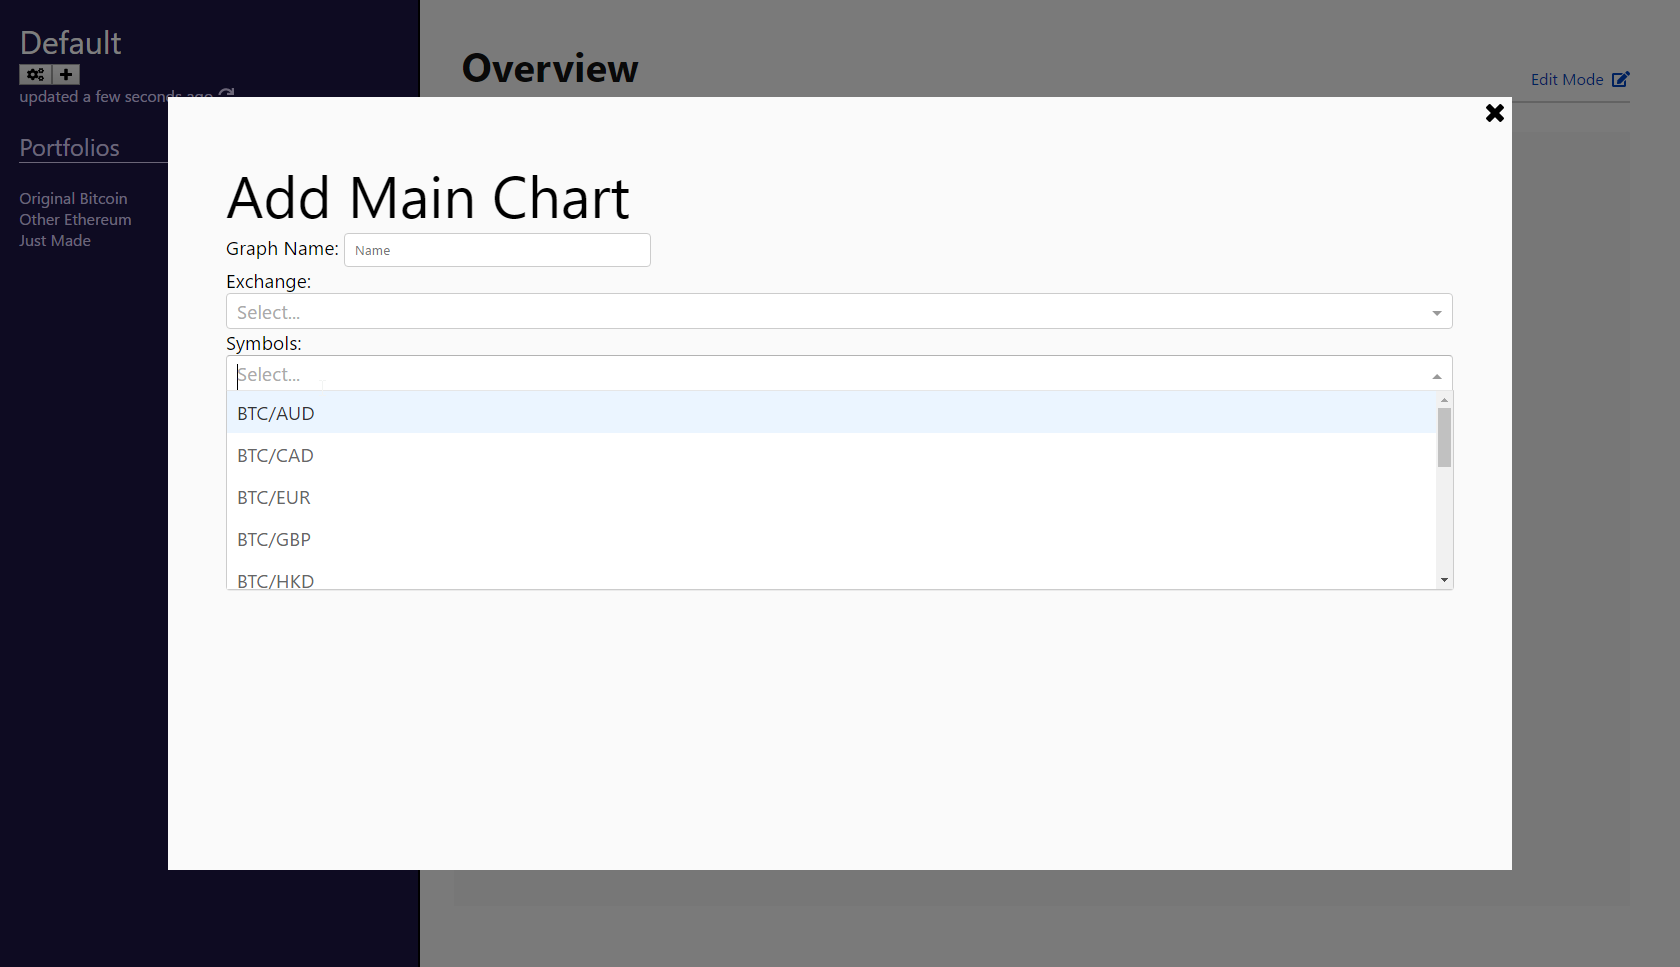 Default
updated a few seconds ago
Portfolios
Original Bitcoin
Other Ethereum
Just Made
Overview
Edit Mode
Add Main Chart
Graph Name: Name
Exchange:
Select...
Symbols:
Select...
BTC/AUD
BTC/CAD
BTC/EUR
BTC/GBP
BTC/HKD